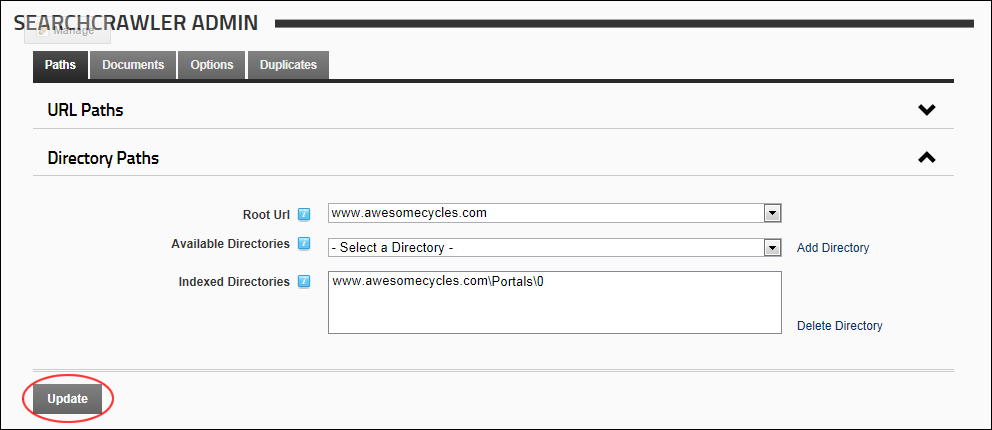 SEARCHCRAWLER ADMIN
Manage
Paths Documents Options Duplicates
URL Paths
Directory Paths
Root Url www.awesomecycles.com
Available Directories - Select a Directory - Add Directory
Indexed Directories www.awesomecycles.com\Portals\0
Delete Directory
Update